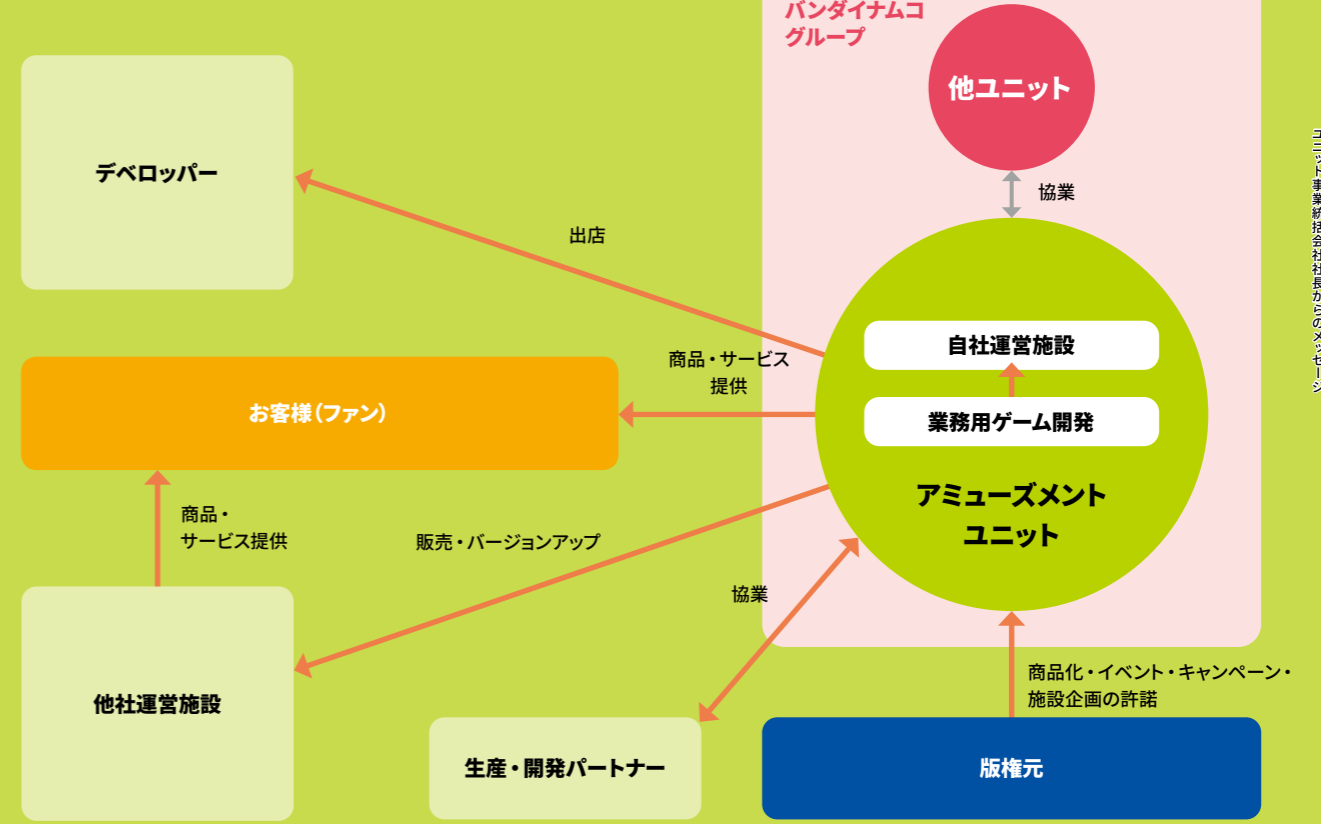 バンダイナムコ
グループ
他ユニット
協業
デベロッパー
出店
自社運営施設
業務用ゲーム開発
アミューズメント
ユニット
商品・サービス
提供
お客様（ファン）
商品・
サービス提供
販売・バージョンアップ
協業
他社運営施設
生産・開発パートナー
商品化・イベント・キャンペーン・
施設企画の許諾
版権元
ユニット事業統括会社社長からのメッセージ